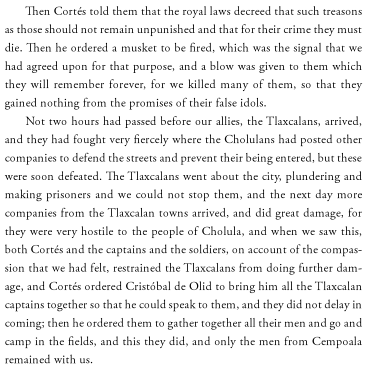 Then Cortés told them that the royal laws decreed that such treasons
as those should not remain unpunished and that for their crime they must
die. Then he ordered a musket to be fired, which was the signal that we
had agreed upon for that purpose, and a blow was given to them which
they will remember forever, for we killed many of them, so that they
gained nothing from the promises of their false idols.
Not two hours had passed before our allies, the Tlaxcalans, arrived,
and they had fought very fiercely where the Cholulans had posted other
companies to defend the streets and prevent their being entered, but these
were soon defeated. The Tlaxcalans went about the city, plundering and
making prisoners and we could not stop them, and the next day more
companies from the Tlaxcalan towns arrived, and did great damage, for
they were very hostile to the people of Cholula, and when we saw this,
both Cortés and the captains and the soldiers, on account of the compas-
sion that we had felt, restrained the Tlaxcalans from doing further dam-
age, and Cortés ordered Cristóbal de Olid to bring him all the Tlaxcalan
captains together so that he could speak to them, and they did not delay in
coming; then he ordered them to gather together all their men and go and
camp in the fields, and this they did, and only the men from Cempoala
remained with us.